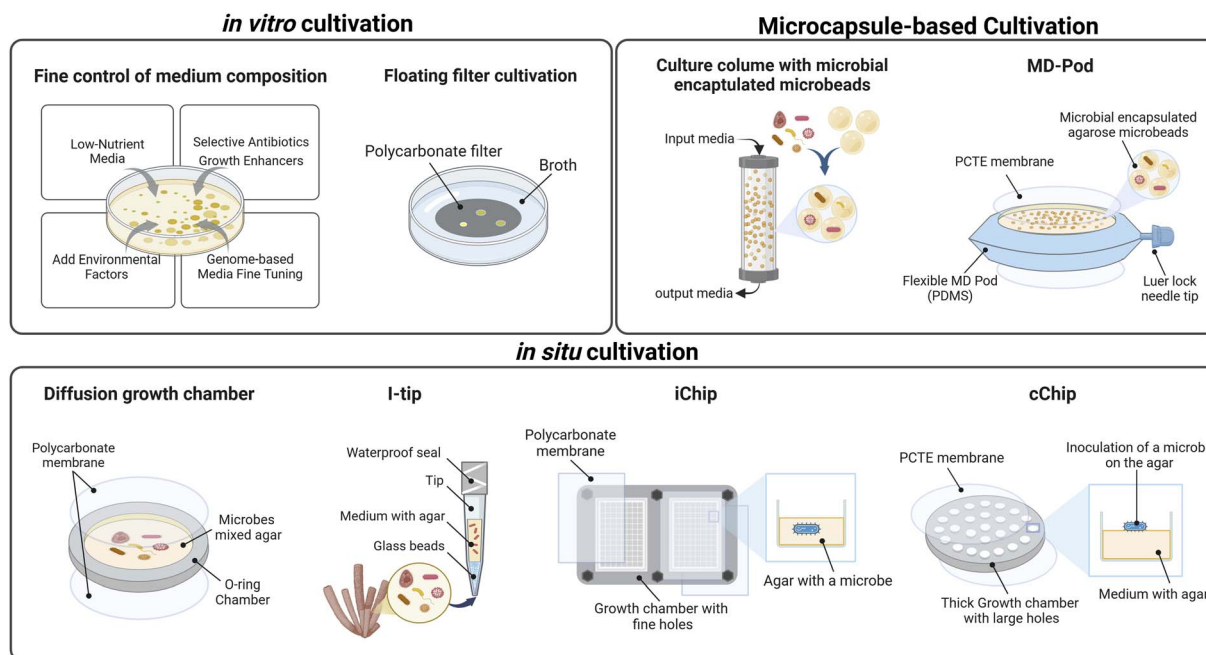 in vitro cultivation
Fine control of medium composition
Low-Nutrient
Media
Selective Antibiotics
Growth Enhancers
Add Environmental
Factors
Genome-based
Media Fine Tuning
Floating filter cultivation
Polycarbonate filter
Broth
Microcapsule-based Cultivation
Culture colume with microbial
encaptulated microbeads
Input media
output media
MD-Pod
Microbial encapsulated
agarose microbeads
PCTE membrane
Flexible MD Pod
(PDMS)
Luer lock
needle tip
in situ cultivation
Diffusion growth chamber
Polycarbonate
membrane
Microbes
mixed agar
O-ring
Chamber
I-tip
Waterproof seal
Tip
Medium with agar
Glass beads
iChip
Polycarbonate
membrane
Agar with a microbe
Growth chamber with
fine holes
cChip
PCTE membrane
Inoculation of a microb
on the agar
Thick Growth chamber
with large holes
Medium with agar